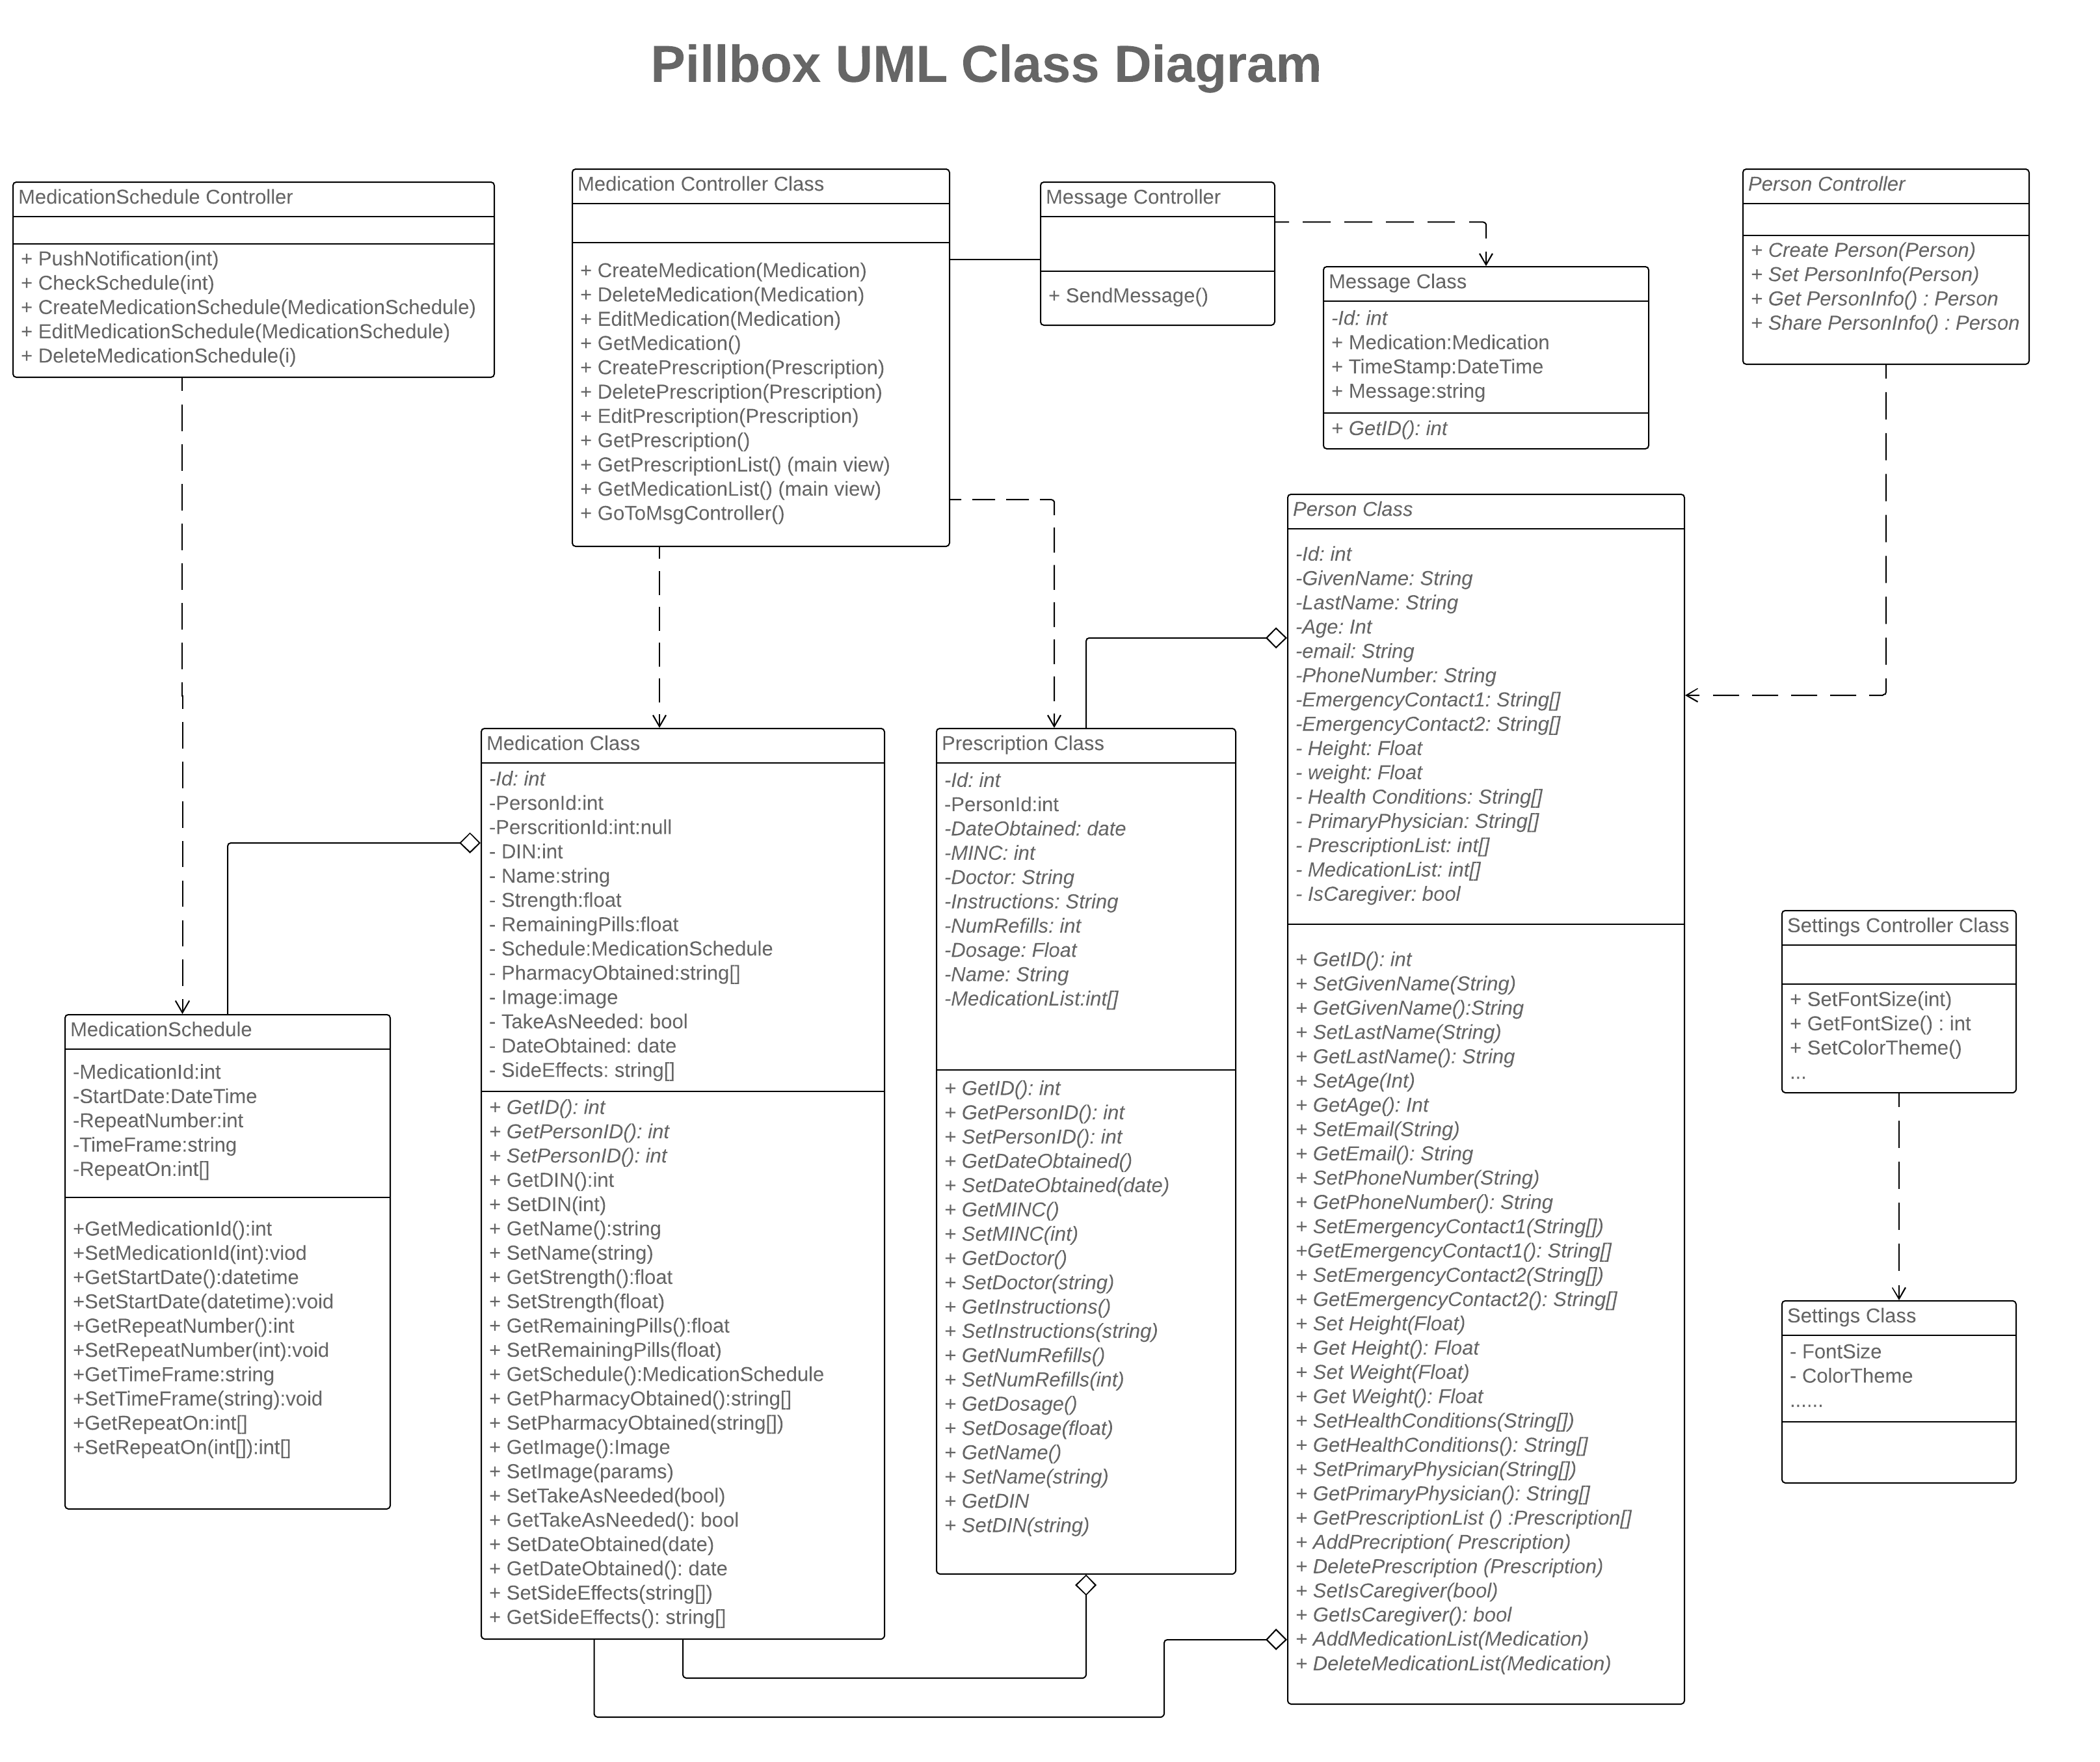 Pillbox UML Class Diagram
MedicationSchedule Controller
+ PushNotification(int)
+ CheckSchedule(int)
+ CreateMedicationSchedule(MedicationSchedule)
+ EditMedicationSchedule(MedicationSchedule)
+ DeleteMedicationSchedule(i)
Medication Controller Class
+ CreateMedication(Medication)
+ DeleteMedication(Medication)
+ EditMedication(Medication)
+ GetMedication()
+ CreatePrescription(Prescription)
+ DeletePrescription(Prescription)
+ EditPrescription(Prescription)
+ GetPrescription()
+ GetPrescriptionList() (main view)
+ GetMedicationList() (main view)
+ GoToMsgController()
Message Controller
+ SendMessage()
Message Class
-Id: int
+ Medication:Medication
+ TimeStamp:DateTime
+ Message:string
+ GetID(): int
Person Controller
+ Create Person(Person)
+ Set PersonInfo(Person)
+ Get PersonInfo() : Person
+ Share PersonInfo() : Person
MedicationSchedule
-MedicationId:int
-StartDate:DateTime
-RepeatNumber:int
-TimeFrame:string
-RepeatOn:int[]
+GetMedicationId():int
+SetMedicationId(int):viod
+GetStartDate():datetime
+SetStartDate(datetime):void
+GetRepeatNumber():int
+SetRepeatNumber(int):void
+GetTimeFrame:string
+SetTimeFrame(string):void
+GetRepeatOn:int[]
+SetRepeatOn(int[]):int[]
Medication Class
-Id: int
-PersonId:int
-PerscritionId:int:null
- DIN:int
- Name:string
- Strength:float
- RemainingPills:float
- Schedule:MedicationSchedule
- PharmacyObtained:string[]
- Image:image
- TakeAsNeeded: bool
- DateObtained: date
- SideEffects: string[]
+ GetID(): int
+ GetPersonID(): int
+ SetPersonID(): int
+ GetDIN():int
+ SetDIN(int)
+ GetName():string
+ SetName(string)
+ GetStrength():float
+ SetStrength(float)
+ GetRemainingPills():float
+ SetRemainingPills(float)
+ GetSchedule():MedicationSchedule
+ GetPharmacyObtained():string[]
+ SetPharmacyObtained(string[])
+ GetImage():Image
+ SetImage(params)
+ SetTakeAsNeeded(bool)
+ GetTakeAsNeeded(): bool
+ SetDateObtained(date)
+ GetDateObtained(): date
+ SetSideEffects(string[])
+ GetSideEffects(): string[]
Prescription Class
-Id: int
-PersonId:int
-DateObtained: date
-MINC: int
-Doctor: String
-Instructions: String
-NumRefills: int
-Dosage: Float
-Name: String
-MedicationList:int[]
+ GetID(): int
+ GetPersonID(): int
+ SetPersonID(): int
+ GetDateObtained()
+ SetDateObtained(date)
+ GetMINC()
+ SetMINC(int)
+ GetDoctor()
+ SetDoctor(string)
+ GetInstructions()
+ SetInstructions(string)
+ GetNumRefills()
+ SetNumRefills(int)
+ GetDosage()
+ SetDosage(float)
+ GetName()
+ SetName(string)
+ GetDIN
+ SetDIN(string)
Person Class
-Id: int
-GivenName: String
-LastName: String
-Age: Int
-email: String
-PhoneNumber: String
-EmergencyContact1: String[]
-EmergencyContact2: String[]
- Height: Float
- weight: Float
- Health Conditions: String[]
- PrimaryPhysician: String[]
- PrescriptionList: int[]
- MedicationList: int[]
- IsCaregiver: bool
+ GetID(): int
+ SetGivenName(String)
+ GetGivenName():String
+ SetLastName(String)
+ GetLastName(): String
+ SetAge(Int)
+ GetAge(): Int
+ SetEmail(String)
+ GetEmail(): String
+ SetPhoneNumber(String)
+ GetPhoneNumber(): String
+ SetEmergencyContact1(String[])
+GetEmergencyContact1(): String[]
+ SetEmergencyContact2(String[])
+ GetEmergencyContact2(): String[]
+ Set Height(Float)
+ Get Height(): Float
+ Set Weight(Float)
+ Get Weight(): Float
+ SetHealthConditions(String[])
+ GetHealthConditions(): String[]
+ SetPrimaryPhysician(String[])
+ GetPrimaryPhysician(): String[]
+ GetPrescriptionList () :Prescription[]
+ AddPrecription( Prescription)
+ DeletePrescription (Prescription)
+ SetIsCaregiver(bool)
+ GetIsCaregiver(): bool
+ AddMedicationList(Medication)
+ DeleteMedicationList(Medication)
Settings Controller Class
+ SetFontSize(int)
+ GetFontSize() : int
+ SetColorTheme()
...
Settings Class
- FontSize
- ColorTheme
......